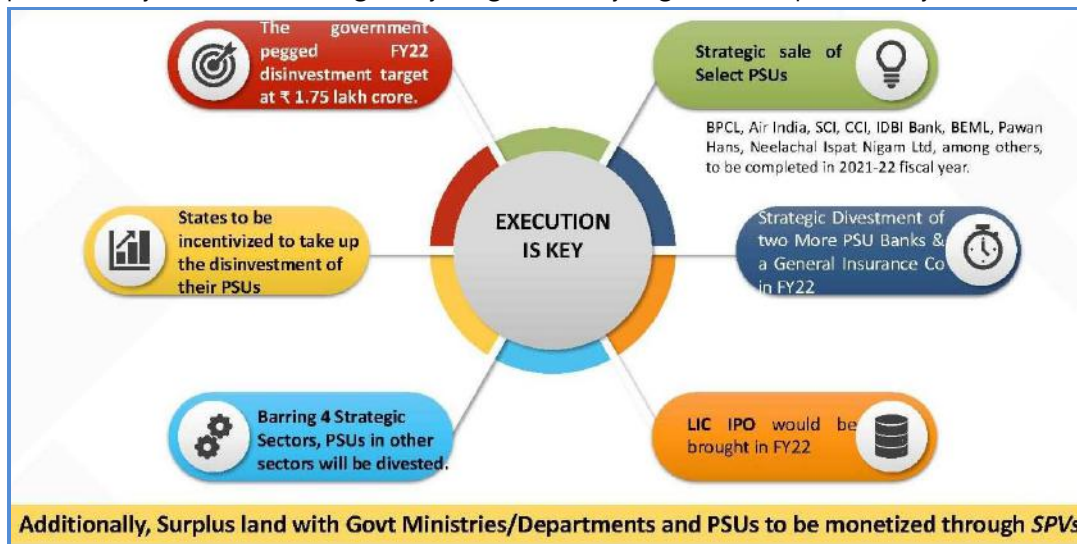 The government
pegged FY22
disinvestment target
at ₹ 1.75 lakh crore.
Strategic sale of
Select PSUs
BPCL, Air India, SCI, CCI, IDBI Bank, BEML, Pawan
Hans, Neelachal Ispat Nigam Ltd, among others,
to be completed in 2021-22 fiscal year.
States to be
incentivized to take up
the disinvestment of
their PSUs
EXECUTION
IS KEY
Strategic Divestment of
two More PSU Banks &
a General Insurance Co
in FY22
Barring 4 Strategic
Sectors, PSUs in other
sectors will be divested.
LIC IPO would be
brought in FY22
Additionally, Surplus land with Govt Ministries/Departments and PSUs to be monetized through SPVs